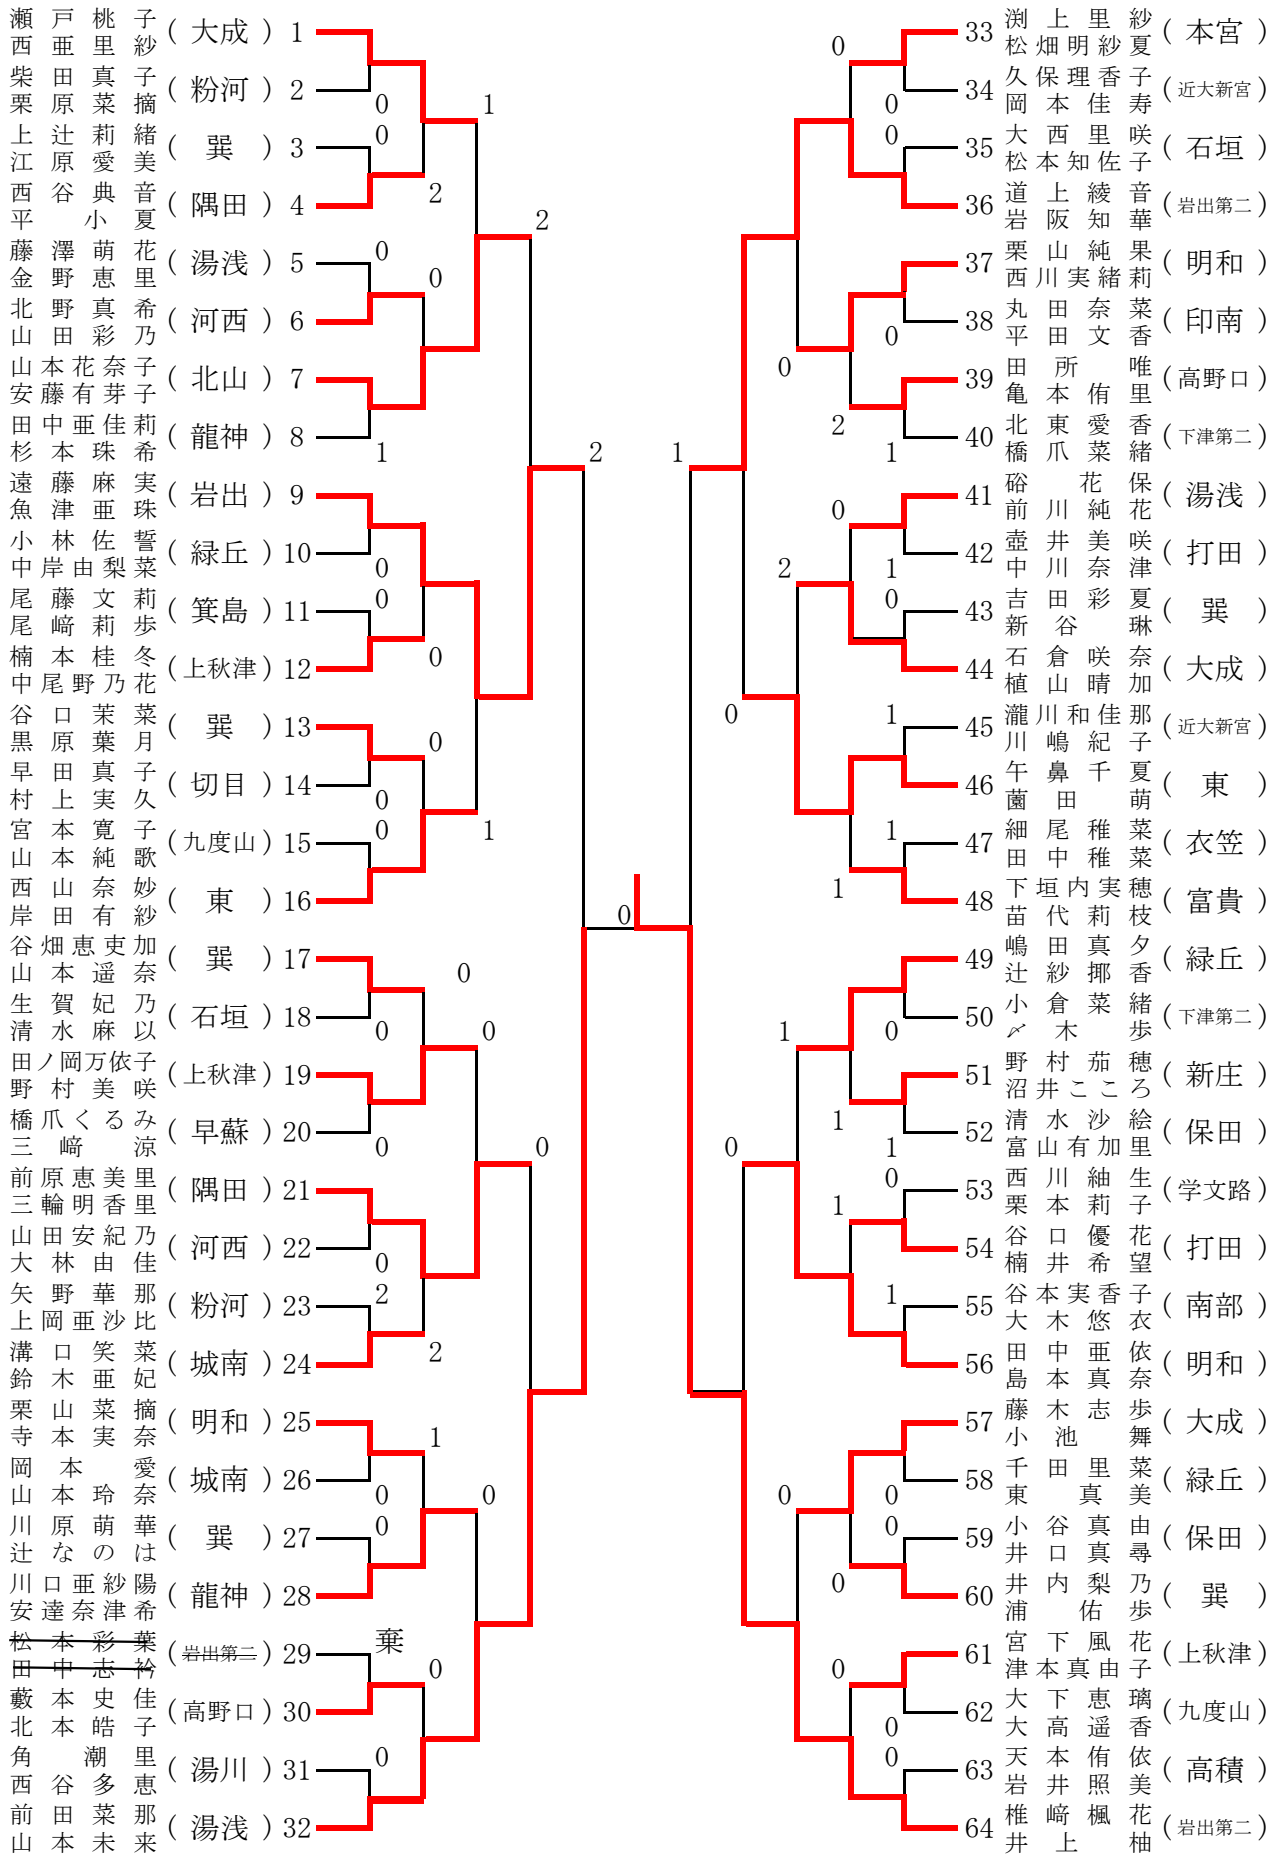 瀬戸桃子
西亜里紗
(大成) 1
柴田真子
栗原菜摘
(粉河) 2
上辻莉緒
江原愛美
(巽) 3
西谷典音
平小夏
(隅田) 4
藤澤萌花
金野恵里
(湯浅) 5
北野真希
山田彩乃
(河西) 6
山本花奈子
安藤有芽子
(北山) 7
田中亜佳莉
杉本珠希
(龍神) 8
遠藤麻実
魚津亜珠
(岩出) 9
小林佐誓
中岸由梨菜
(緑丘) 10
尾藤文莉
尾﨑莉歩
(箕島) 11
楠本桂冬
中尾野乃花
(上秋津) 12
谷口茉菜
黒原葉月
(巽) 13
早田真子
村上実久
(切目) 14
宮本寛子
山本純歌
(九度山) 15
西山奈妙
岸田有紗
(東) 16
谷畑恵吏加
山本遥奈
(巽) 17
生賀妃乃
清水麻以
(石垣) 18
田ノ岡万依子
野村美咲
(上秋津) 19
橋爪くるみ
三﨑涼
(早蘇) 20
前原恵美里
三輪明香里
(隅田) 21
山田安紀乃
大林由佳
(河西) 22
矢野華那
上岡亜沙比
(粉河) 23
溝口笑菜
鈴木亜妃
(城南) 24
栗山菜摘
寺本実奈
(明和) 25
岡本愛
山本玲奈
(城南) 26
川原萌華
辻なのは
(巽) 27
川口亜紗陽
安達奈津希
(龍神) 28
松本彩葉
田中志衿
(岩出第二) 29
藪本史佳
北本皓子
(高野口) 30
角潮里
西谷多恵
(湯川) 31
前田菜那
山本未来
(湯浅) 32
0
1
0
2
2
0
0
1
2
0
0
0
0
0
0
1
0
0
0
0
0
0
0
2
2
1
0
0
0
棄
0
0
0
33 渕上里紗
松畑明紗夏
(本宮)
34 久保理香子
岡本佳寿
(近大新宮)
35 大西里咲
松本知佐子
(石垣)
36 道上綾音
岩阪知華
(岩出第二)
37 栗山純果
西川実緒莉
(明和)
38 丸田奈菜
平田文香
(印南)
39 田所唯
亀本侑里
(高野口)
40 北東愛香
橋爪菜緒
(下津第二)
41 硲花保
前川純花
(湯浅)
42 壺井美咲
中川奈津
(打田)
43 吉田彩夏
新谷琳
(巽)
44 石倉咲奈
植山晴加
(大成)
45 瀧川和佳那
川嶋紀子
(近大新宮)
46 午鼻千夏
薗田萌
(東)
47 細尾稚菜
田中稚菜
(衣笠)
48 下垣内実穂
苗代莉枝
(富貴)
49 嶋田真夕
辻紗擲香
(緑丘)
50 小倉菜緒
〆木歩
(下津第二)
51 野村茄穂
沼井こころ
(新庄)
52 清水沙絵
富山有加里
(保田)
53 西川紬生
栗本莉子
(学文路)
54 谷口優花
楠井希望
(打田)
55 谷本実香子
大木悠衣
(南部)
56 田中亜依
島本真奈
(明和)
57 藤木志歩
小池舞
(大成)
58 千田里菜
東真美
(緑丘)
59 小谷真由
井口真尋
(保田)
60 井内梨乃
浦佑歩
(巽)
61 宮下風花
津本真由子
(上秋津)
62 大下恵璃
大高遥香
(九度山)
63 天本侑依
岩井照美
(高積)
64 椎﨑楓花
井上柚
(岩出第二)
0
0
0
0
0
2
1
1
0
2
1
0
0
1
1
1
1
0
1
1
0
0
1
1
0
0
0
0
0
0